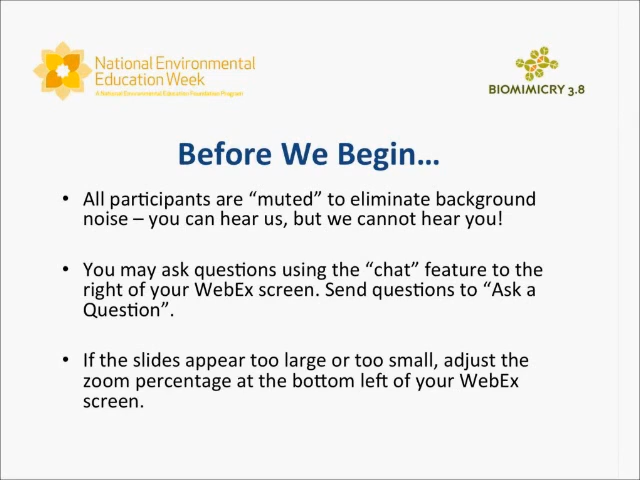 National Environmental
Education Week
A National Environmental Education Foundation Program
BIOMIMICRY 3.8
Before We Begin…
• All participants are “muted” to eliminate background
noise – you can hear us, but we cannot hear you!
• You may ask questions using the “chat” feature to the
right of your WebEx screen. Send questions to “Ask a
Question”.
• If the slides appear too large or too small, adjust the
zoom percentage at the bottom left of your WebEx
screen.